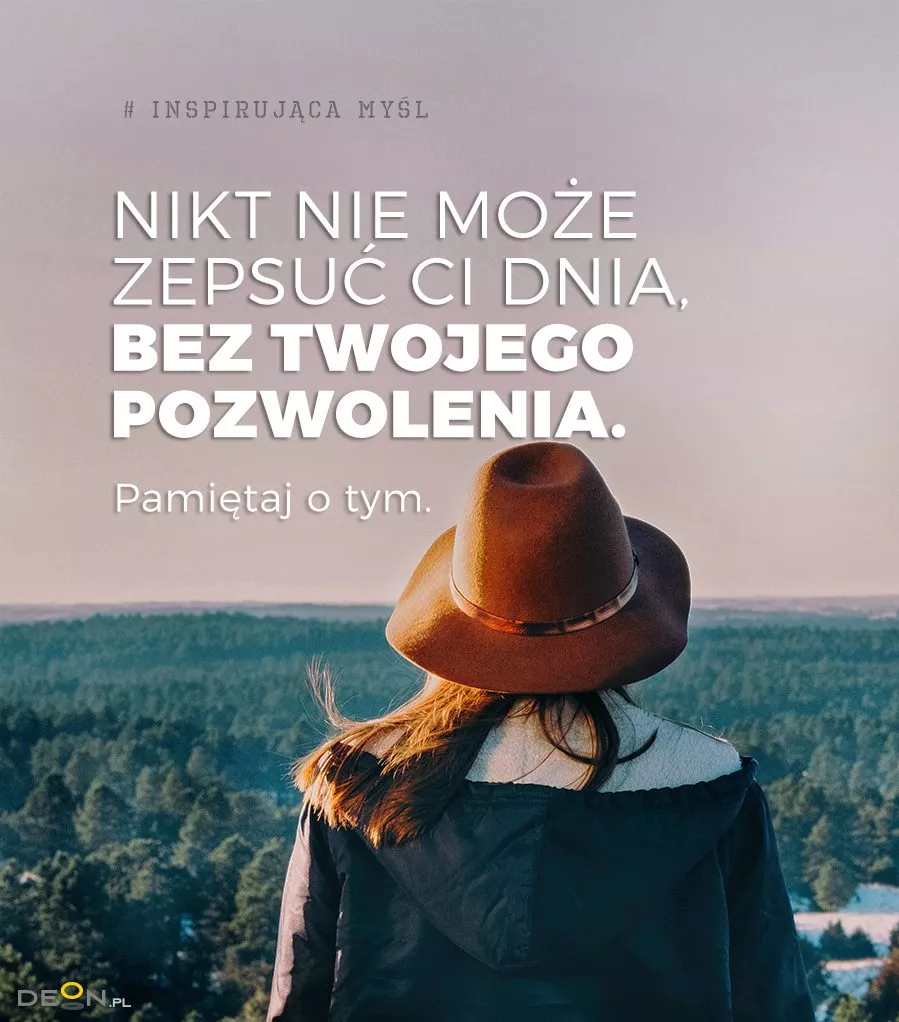 # INSPIRUJĄCA MYŚL
NIKT NIE MOŻE
ZEPSUĆ CI DNIA,
BEZ TWOJEGO
POZWOLENIA.
Pamiętaj o tym.
DEON.PL